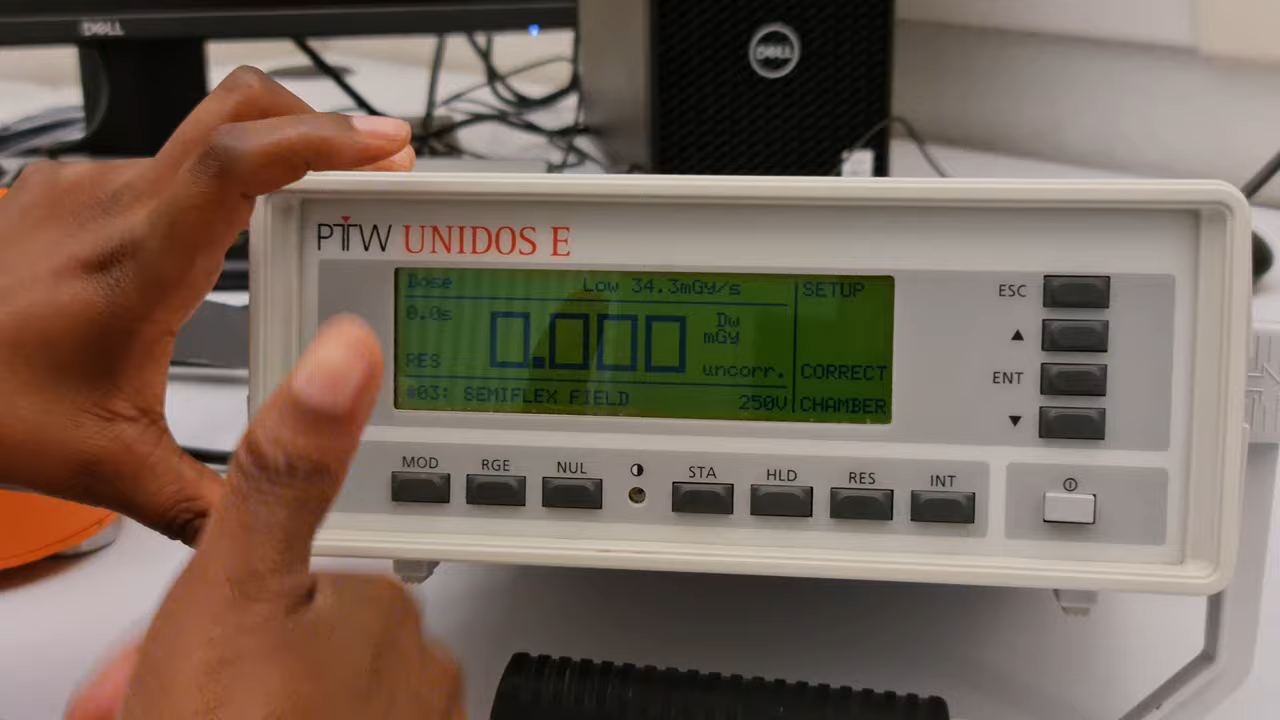 DELL
DELL
PTW UNIDOS E
Dose Low 34.3mGy/s SETUP
0.0s 0.000 Dw
mGy
RES uncorr. CORRECT
#03: SEMIFLEX FIELD 250V CHAMBER
ESC
▲
ENT
▼
MOD RGE NUL STA HLD RES INT